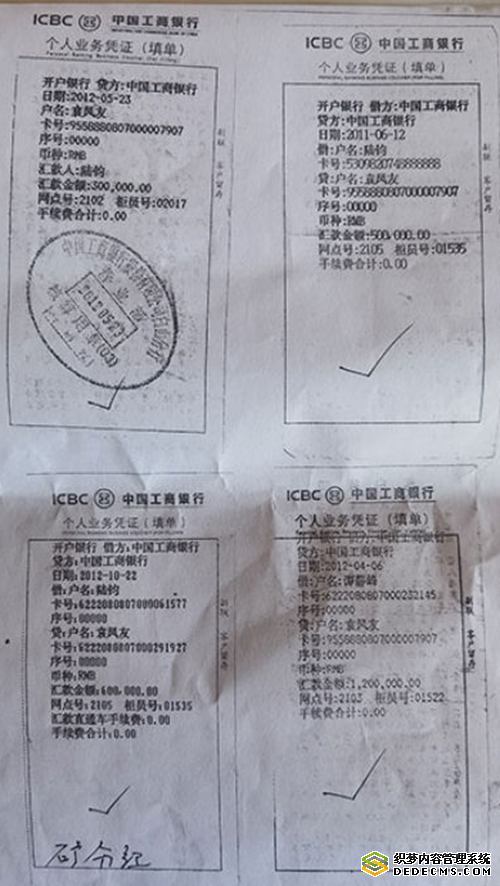 ICBC 中国工商银行
个人业务凭证（填单）
开户银行 贷方:中国工商银行
日期:2012-05-23
户名:袁凤友
卡号:9558880807000007907
序号:00000
币种:RMB
汇款人:陆钧
汇款金额:300,000.00
网点号:2102 柜员号:02017
手续费合计:0.00
ICBC 中国工商银行
个人业务凭证（填单）
开户银行 借方:中国工商银行
贷方:中国工商银行
日期:2011-06-12
借:户名:陆钧
卡号:5309820748888888
贷:户名:袁凤友
卡号:9558880807000007907
序号:00000
币种:RMB
汇款金额:500,000.00
网点号:2105 柜员号:01535
手续费合计:0.00
ICBC 中国工商银行
个人业务凭证（填单）
开户银行 借方:中国工商银行
贷方:中国工商银行
日期:2012-10-22
借:户名:陆钧
卡号:6222080807000061577
序号:00000
贷:户名:袁凤友
卡号:6222080807000291927
序号:00000
币种:RMB
汇款金额:600,000.00
网点号:2105 柜员号:01535
汇款直通车手续费:0.00
手续费合计:0.00
ICBC 中国工商银行
个人业务凭证（填单）
开户银行 借方:中国工商银行
贷方:中国工商银行
日期:2012-04-06
卡号:6222080807000232145
序号:00000
贷:户名:袁凤友
卡号:9558880807000007907
序号:00000
币种:RMB
汇款金额:1,200,000.00
网点号:2103 柜员号:01522
手续费合计:0.00
织梦内容管理系统
DEDECMS.COM